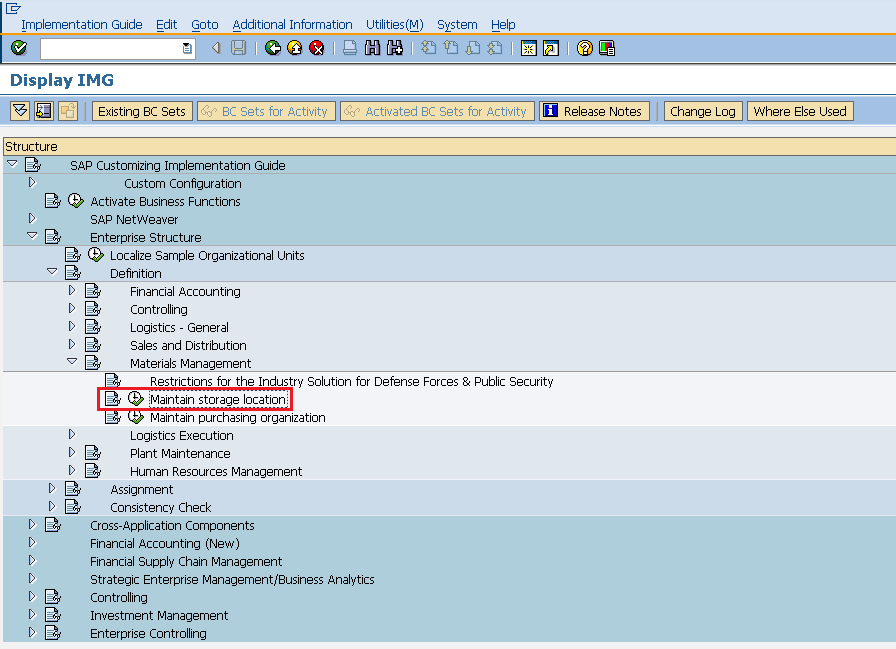 Implementation Guide Edit Goto Additional Information Utilities(M) System Help
Display IMG
Existing BC Sets BC Sets for Activity Activated BC Sets for Activity Release Notes Change Log Where Else Used
Structure
SAP Customizing Implementation Guide
Custom Configuration
Activate Business Functions
SAP NetWeaver
Enterprise Structure
Localize Sample Organizational Units
Definition
Financial Accounting
Controlling
Logistics - General
Sales and Distribution
Materials Management
Restrictions for the Industry Solution for Defense Forces & Public Security
Maintain storage location
Maintain purchasing organization
Logistics Execution
Plant Maintenance
Human Resources Management
Assignment
Consistency Check
Cross-Application Components
Financial Accounting (New)
Financial Supply Chain Management
Strategic Enterprise Management/Business Analytics
Controlling
Investment Management
Enterprise Controlling